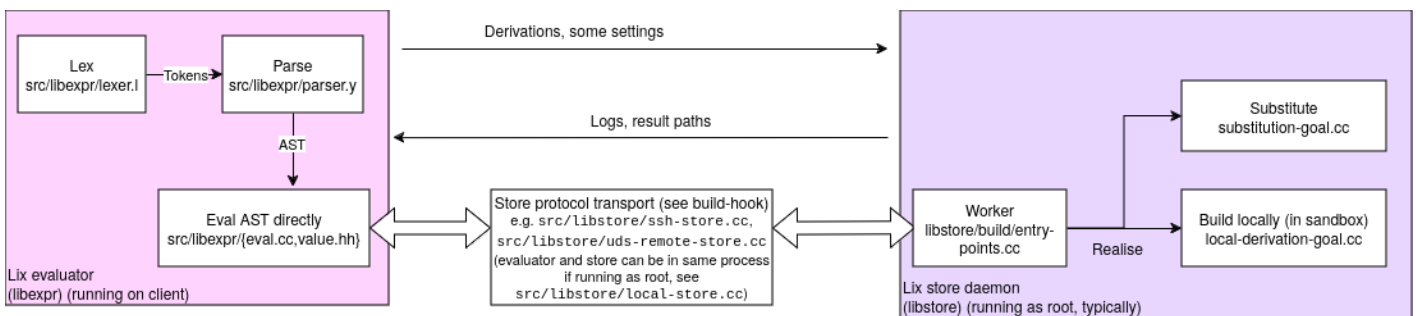 Lex
src/libexpr/lexer.l
Tokens
Parse
src/libexpr/parser.y
AST
Eval AST directly
src/libexpr/{eval.cc,value.hh}
Lix evaluator
(libexpr) (running on client)
Derivations, some settings
Logs, result paths
Store protocol transport (see build-hook)
e.g. src/libstore/ssh-store.cc,
src/libstore/uds-remote-store.cc
(evaluator and store can be in same process
if running as root, see
src/libstore/local-store.cc)
Worker
libstore/build/entry-
points.cc
Realise
Substitute
substitution-goal.cc
Build locally (in sandbox)
local-derivation-goal.cc
Lix store daemon
(libstore) (running as root, typically)